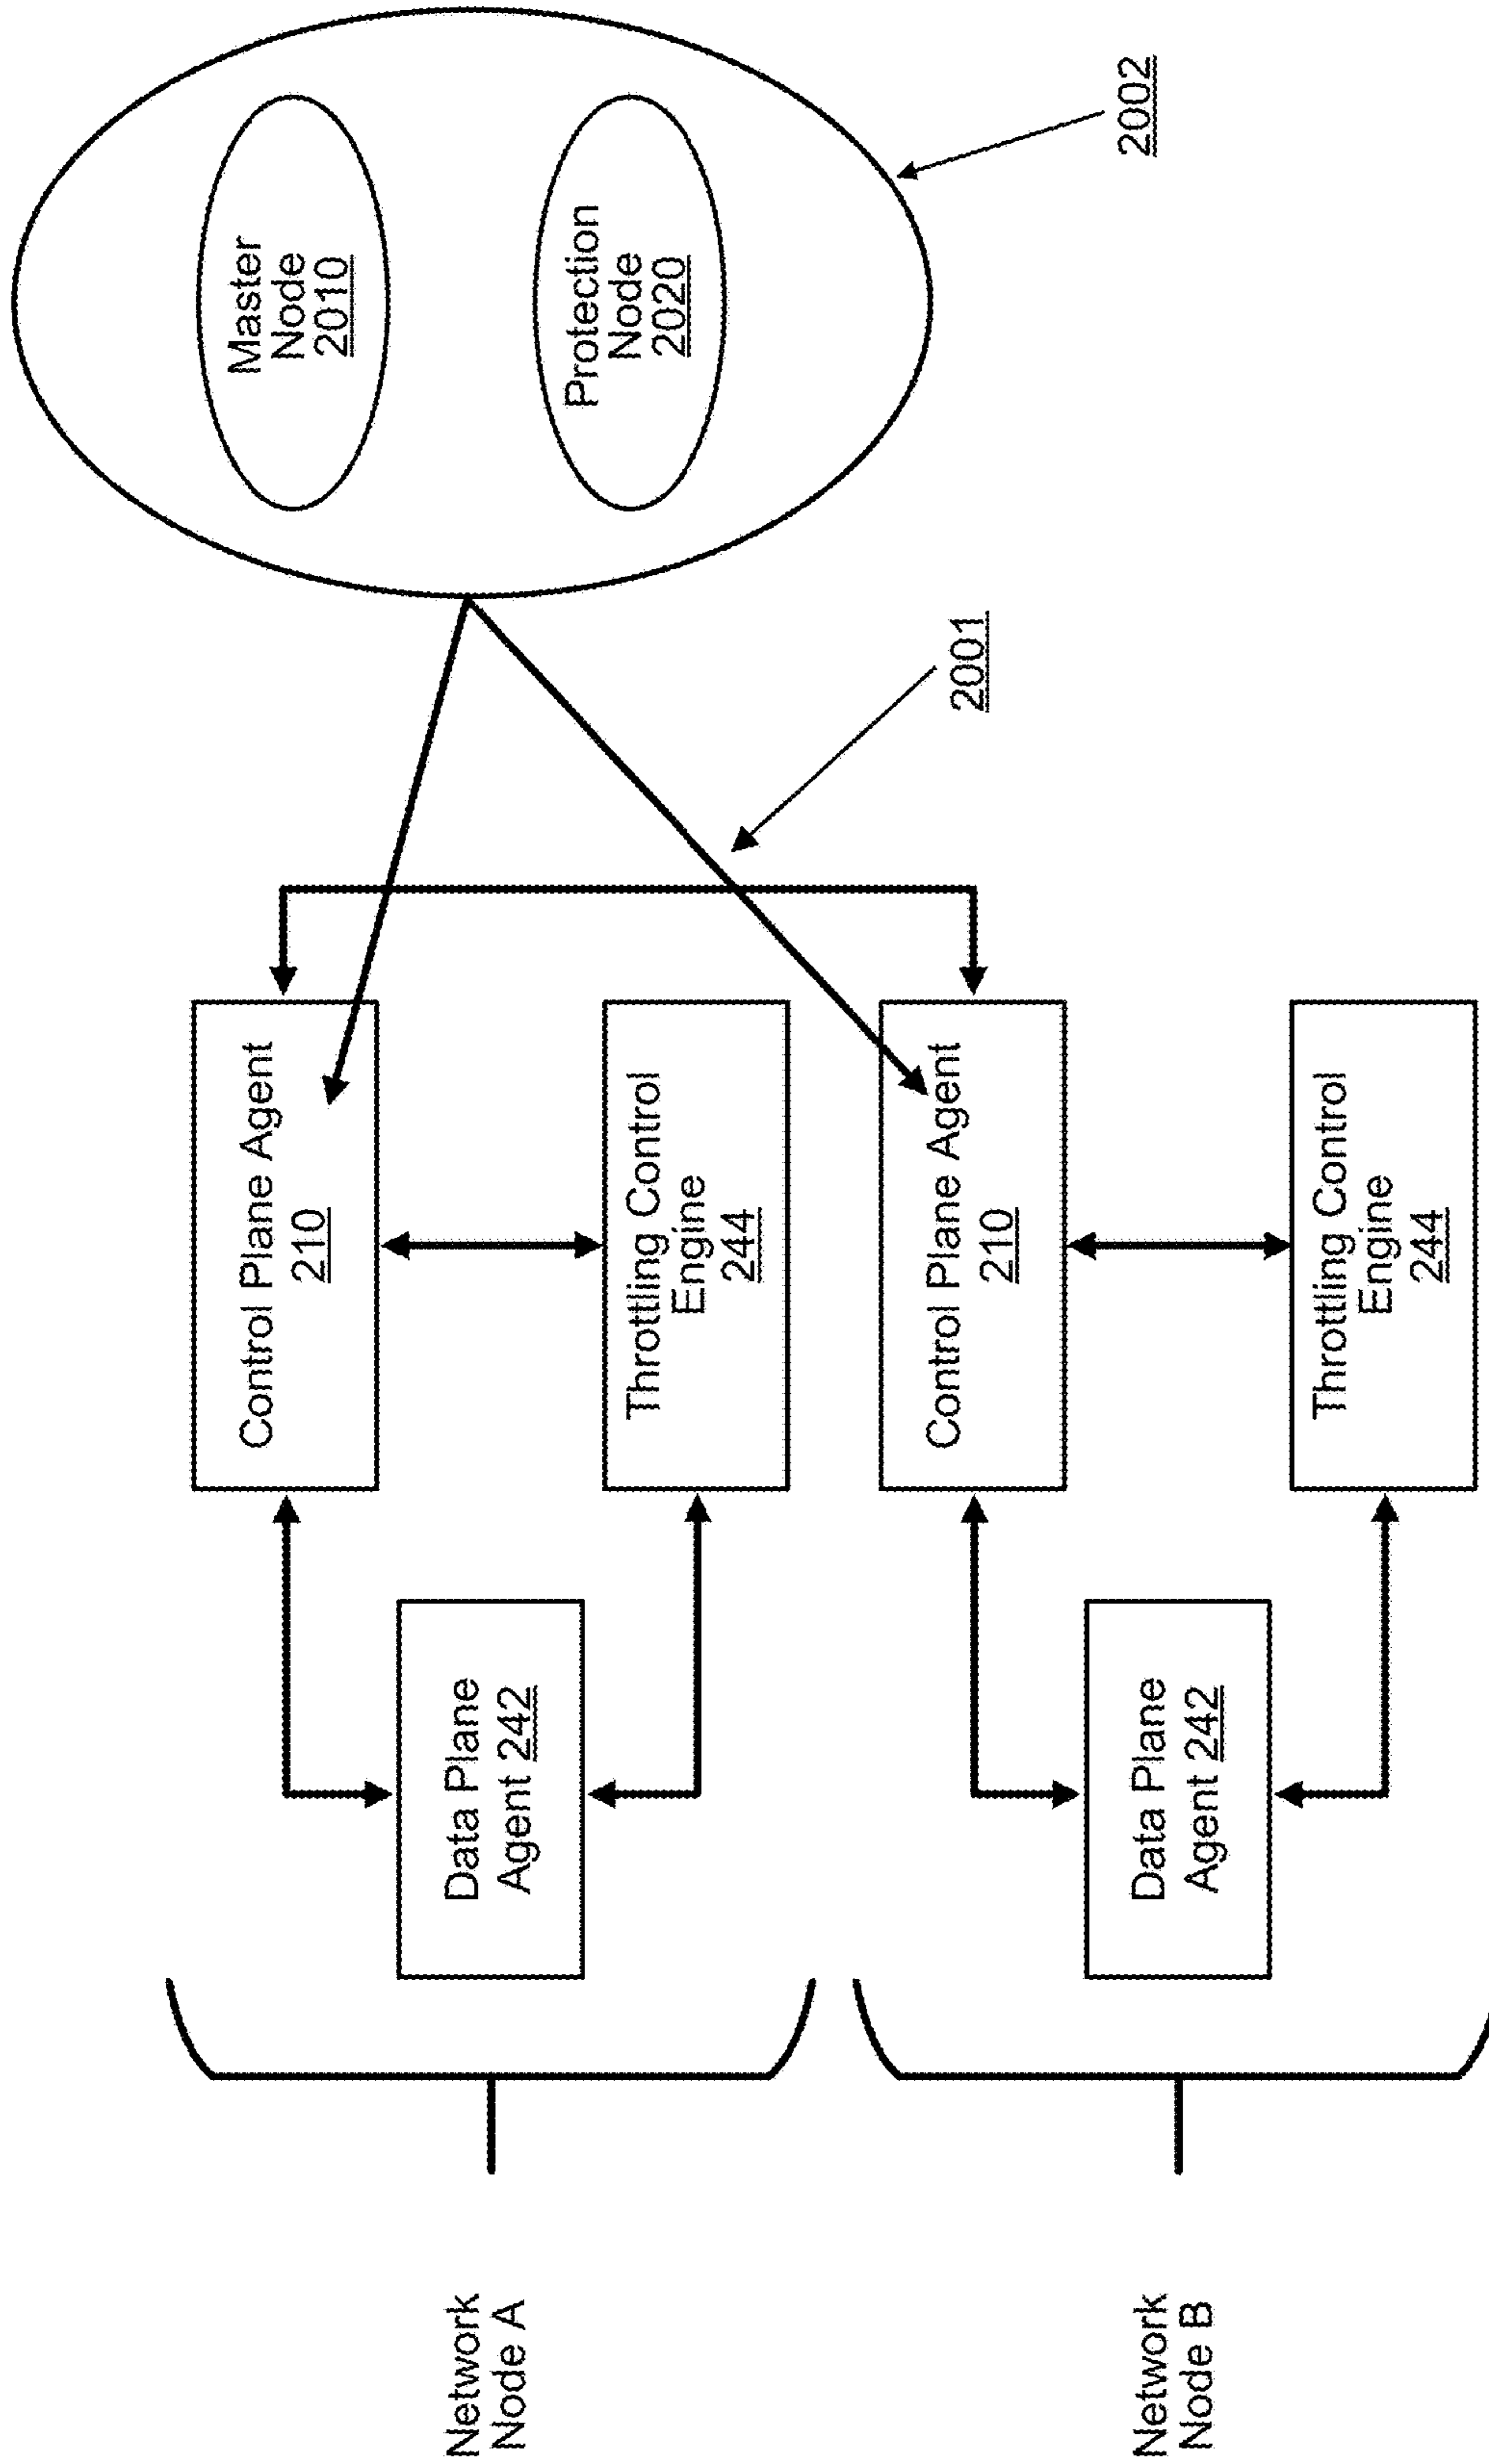 Network
Node A
Data Plane
Agent 242
Control Plane Agent
210
Throttling Control
Engine
244
Network
Node B
Data Plane
Agent 242
Control Plane Agent
210
Throttling Control
Engine
244
2001
Master
Node
2010
Protection
Node
2020
2002